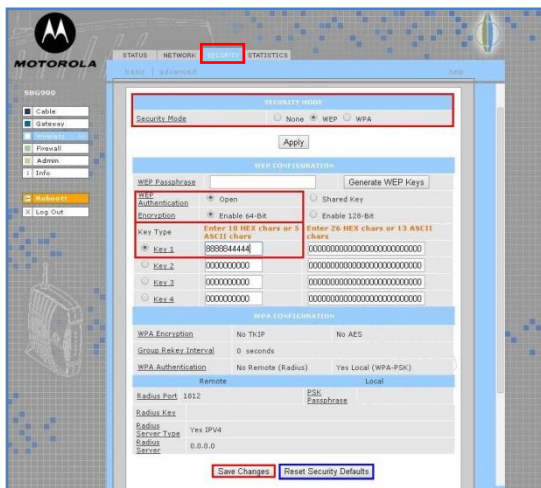 MOTOROLA
STATUS NETWORK SECURITY STATISTICS
basic | advanced help
SBG900
Cable
Gateway
Wireless
Firewall
Admin
i Info
Reboot!
X Log Out
SECURITY MODE
Security Mode None WEP WPA
Apply
WEP CONFIGURATION
WEP Passphrase Generate WEP Keys
WEP Authentication Open Shared Key
Encryption Enable 64-Bit Enable 128-Bit
Key Type Enter 10 HEX chars or 5 ASCII chars Enter 26 HEX chars or 13 ASCII chars
Key 1 8888844444 00000000000000000000000000
Key 2 0000000000 00000000000000000000000000
Key 3 0000000000 00000000000000000000000000
Key 4 0000000000 00000000000000000000000000
WPA CONFIGURATION
WPA Encryption No TKIP No AES
Group Rekey Interval 0 seconds
WPA Authentication No Remote (Radius) Yes Local (WPA-PSK)
Remote Local
Radius Port 1812 PSK Passphrase
Radius Key
Radius Server Type Yes IPV4
Radius Server 0.0.0.0
Save Changes Reset Security Defaults